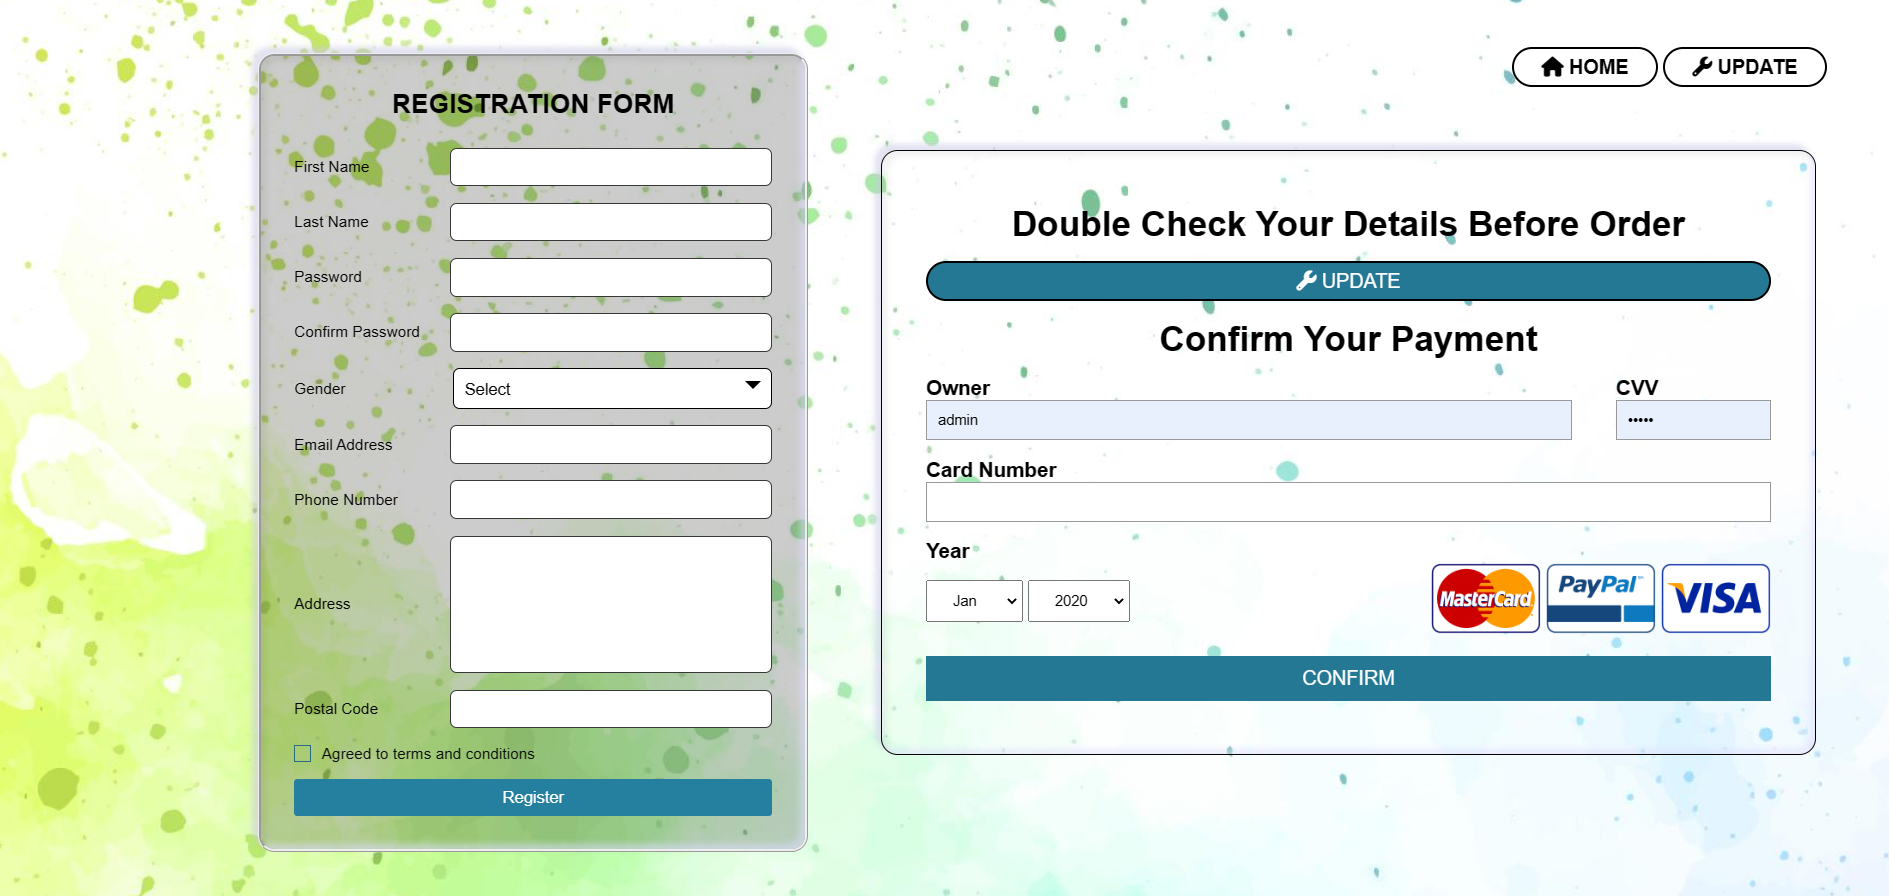 HOME
UPDATE
REGISTRATION FORM
First Name
Last Name
Password
Confirm Password
Gender
Select
Email Address
Phone Number
Address
Postal Code
Agreed to terms and conditions
Register
Double Check Your Details Before Order
UPDATE
Confirm Your Payment
Owner
CVV
admin
•••••
Card Number
Year
Jan
2020
MasterCard
PayPal
VISA
CONFIRM